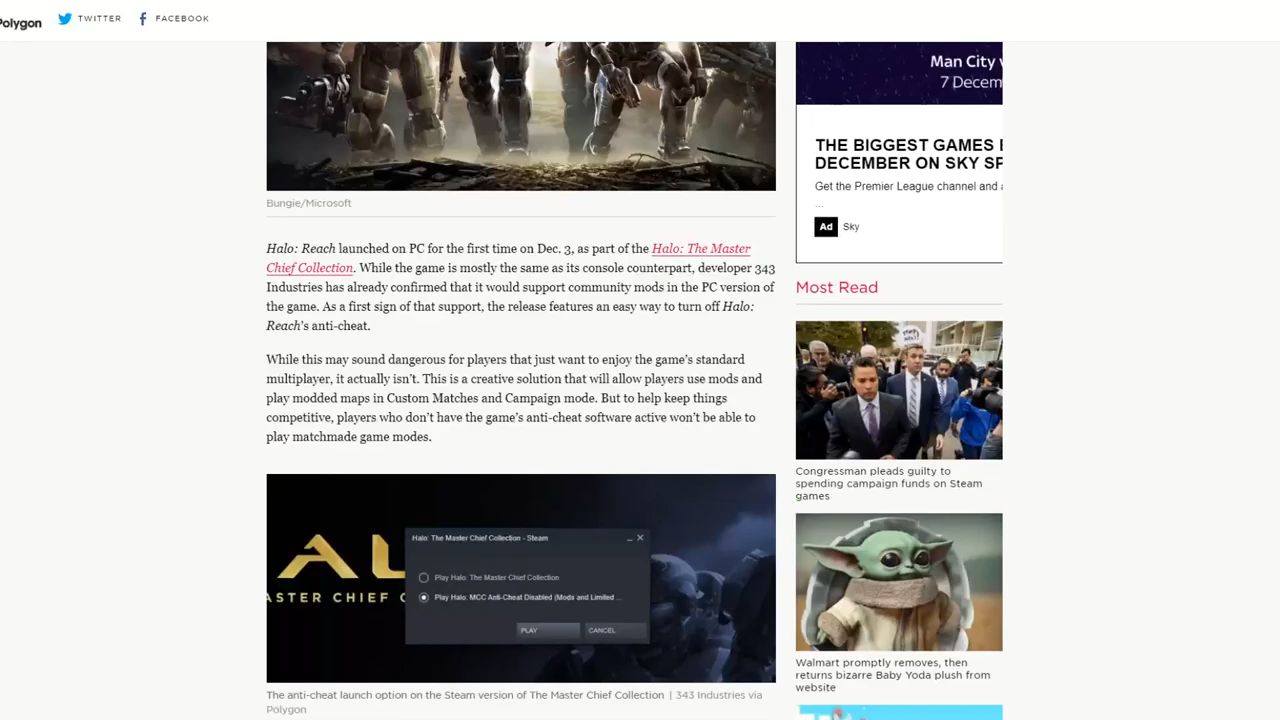 Polygon TWITTER FACEBOOK
Man City
7 Decem
THE BIGGEST GAMES
DECEMBER ON SKY SP
Get the Premier League channel and
...
Ad Sky
Bungie/Microsoft
Halo: Reach launched on PC for the first time on Dec. 3, as part of the Halo: The Master
Chief Collection. While the game is mostly the same as its console counterpart, developer 343
Industries has already confirmed that it would support community mods in the PC version of
the game. As a first sign of that support, the release features an easy way to turn off Halo:
Reach's anti-cheat.
While this may sound dangerous for players that just want to enjoy the game's standard
multiplayer, it actually isn't. This is a creative solution that will allow players use mods and
play modded maps in Custom Matches and Campaign mode. But to help keep things
competitive, players who don't have the game's anti-cheat software active won't be able to
play matchmade game modes.
Halo: The Master Chief Collection - Steam
Play Halo: The Master Chief Collection
Play Halo: MCC Anti-Cheat Disabled (Mods and Limited ...
PLAY CANCEL
AL
ASTER CHIEF C
The anti-cheat launch option on the Steam version of The Master Chief Collection | 343 Industries via
Polygon
Most Read
Congressman pleads guilty to
spending campaign funds on Steam
games
Walmart promptly removes, then
returns bizarre Baby Yoda plush from
website